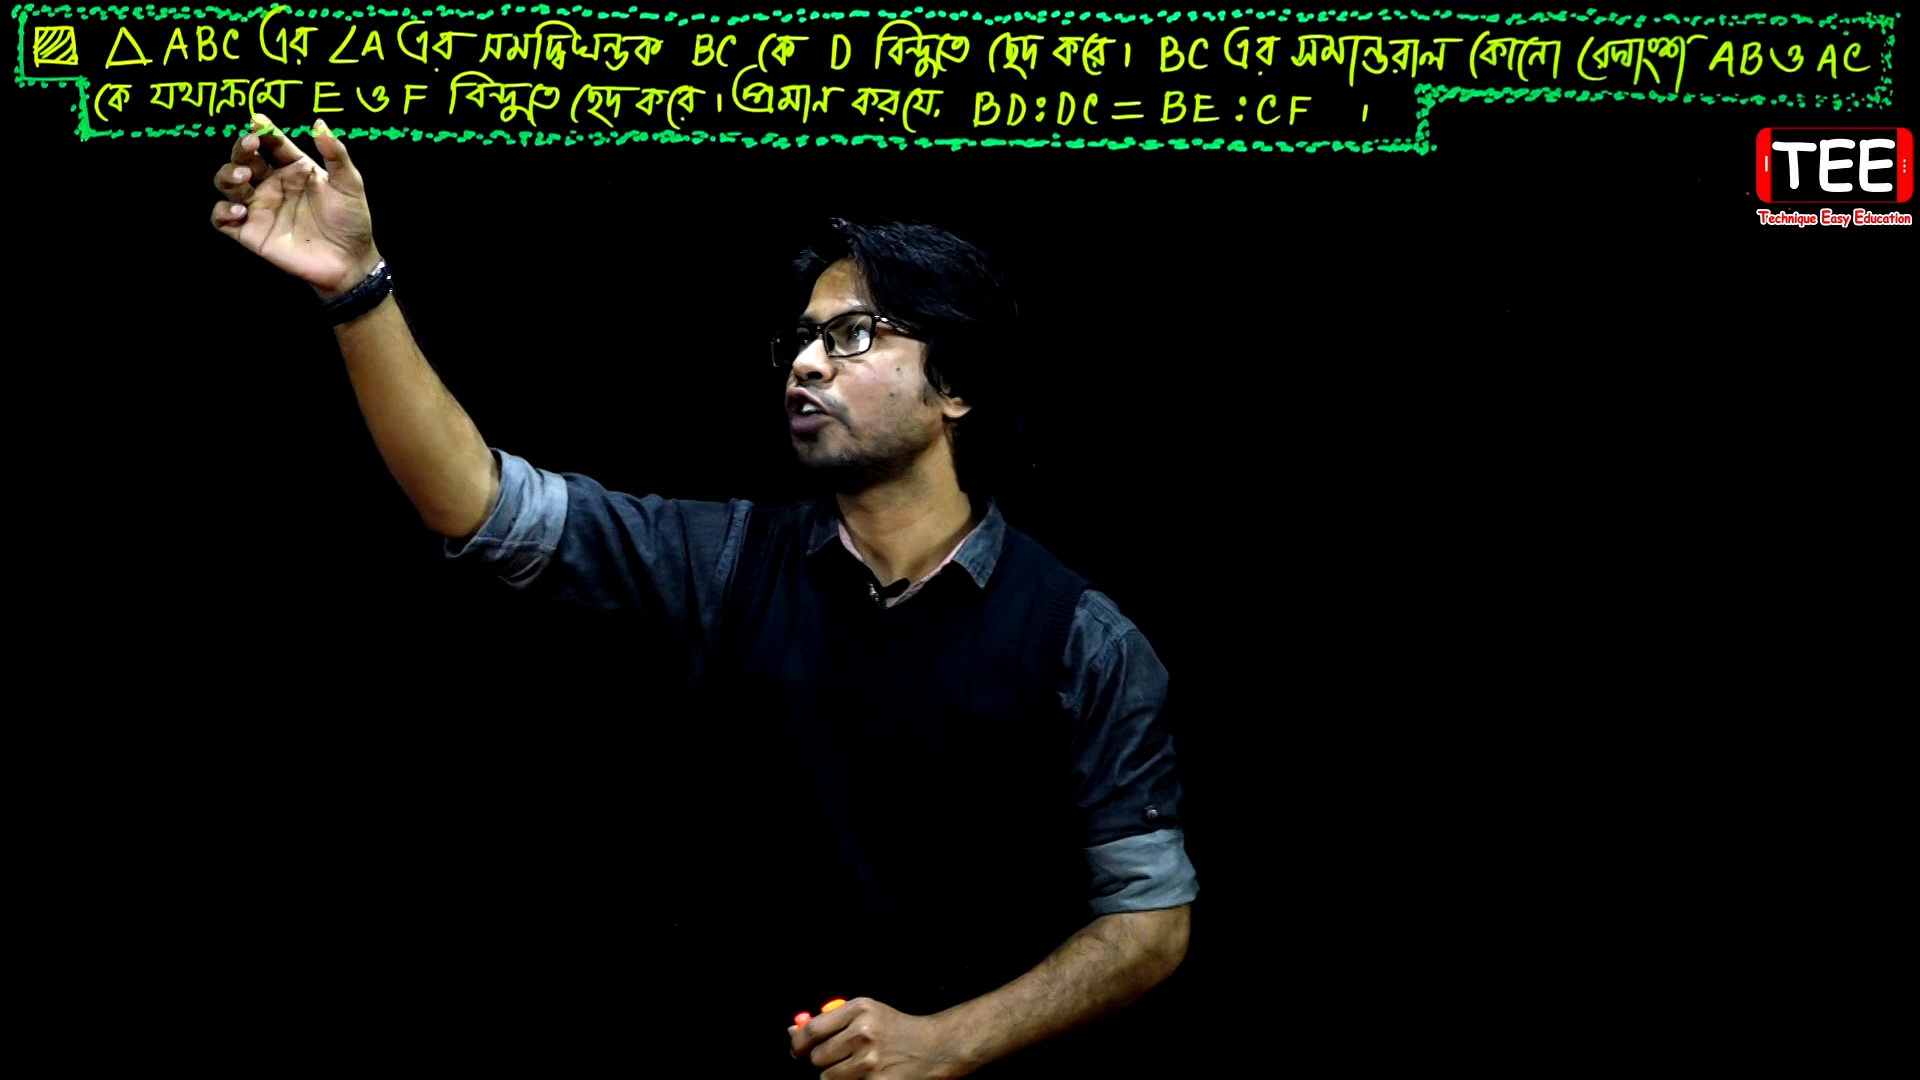 △ ABC এর ∠A এর সমদ্বিখন্ডক BC কে D বিন্দুতে ছেদ করে। BC এর সমান্তরাল কোনো রেখাংশ AB ও AC
কে যথাক্রমে E ও F বিন্দুতে ছেদ করে। প্রমান কর যে, BD:DC = BE:CF ।
TEE
Technique Easy Education